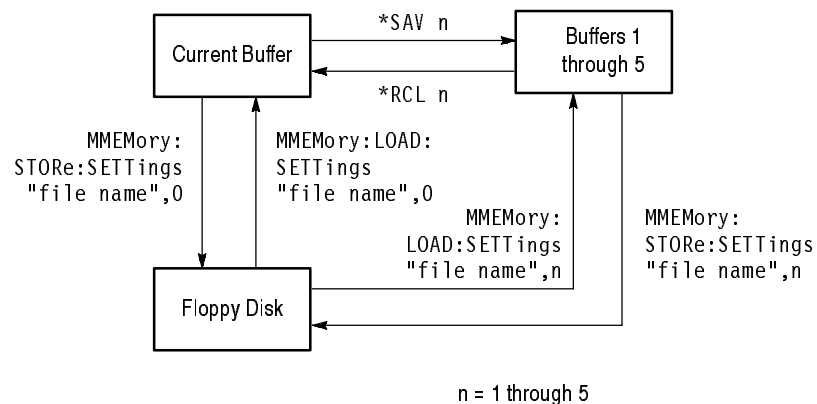 *SAV n
Current Buffer
Buffers 1
through 5
*RCL n
MMEMory:
STORe:SETTings
"file name",0
MMEMory:LOAD:
SETTings
"file name",0
MMEMory:
LOAD:SETTings
"file name",n
MMEMory:
STORe:SETTings
"file name",n
Floppy Disk
n = 1 through 5